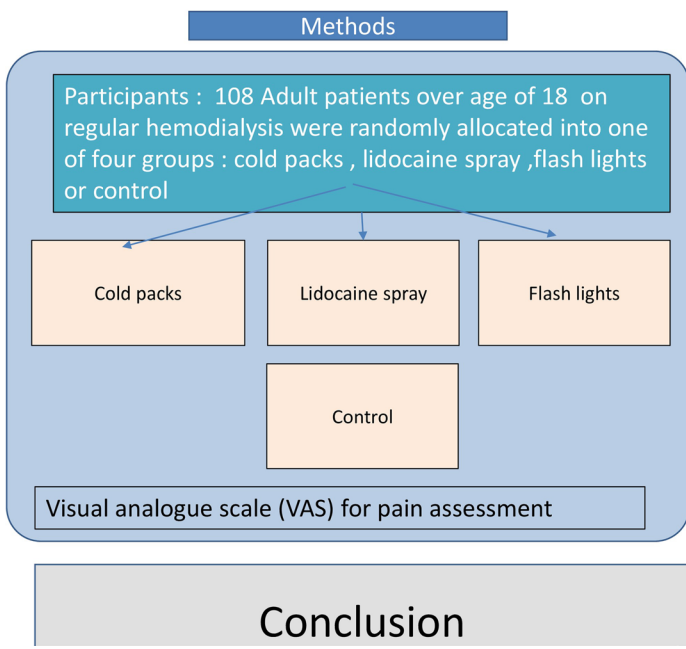 Methods
Participants :  108 Adult patients over age of 18  on
regular hemodialysis were randomly allocated into one
of four groups : cold packs , lidocaine spray ,flash lights
or control
Cold packs
Lidocaine spray
Flash lights
Control
Visual analogue scale (VAS) for pain assessment
Conclusion